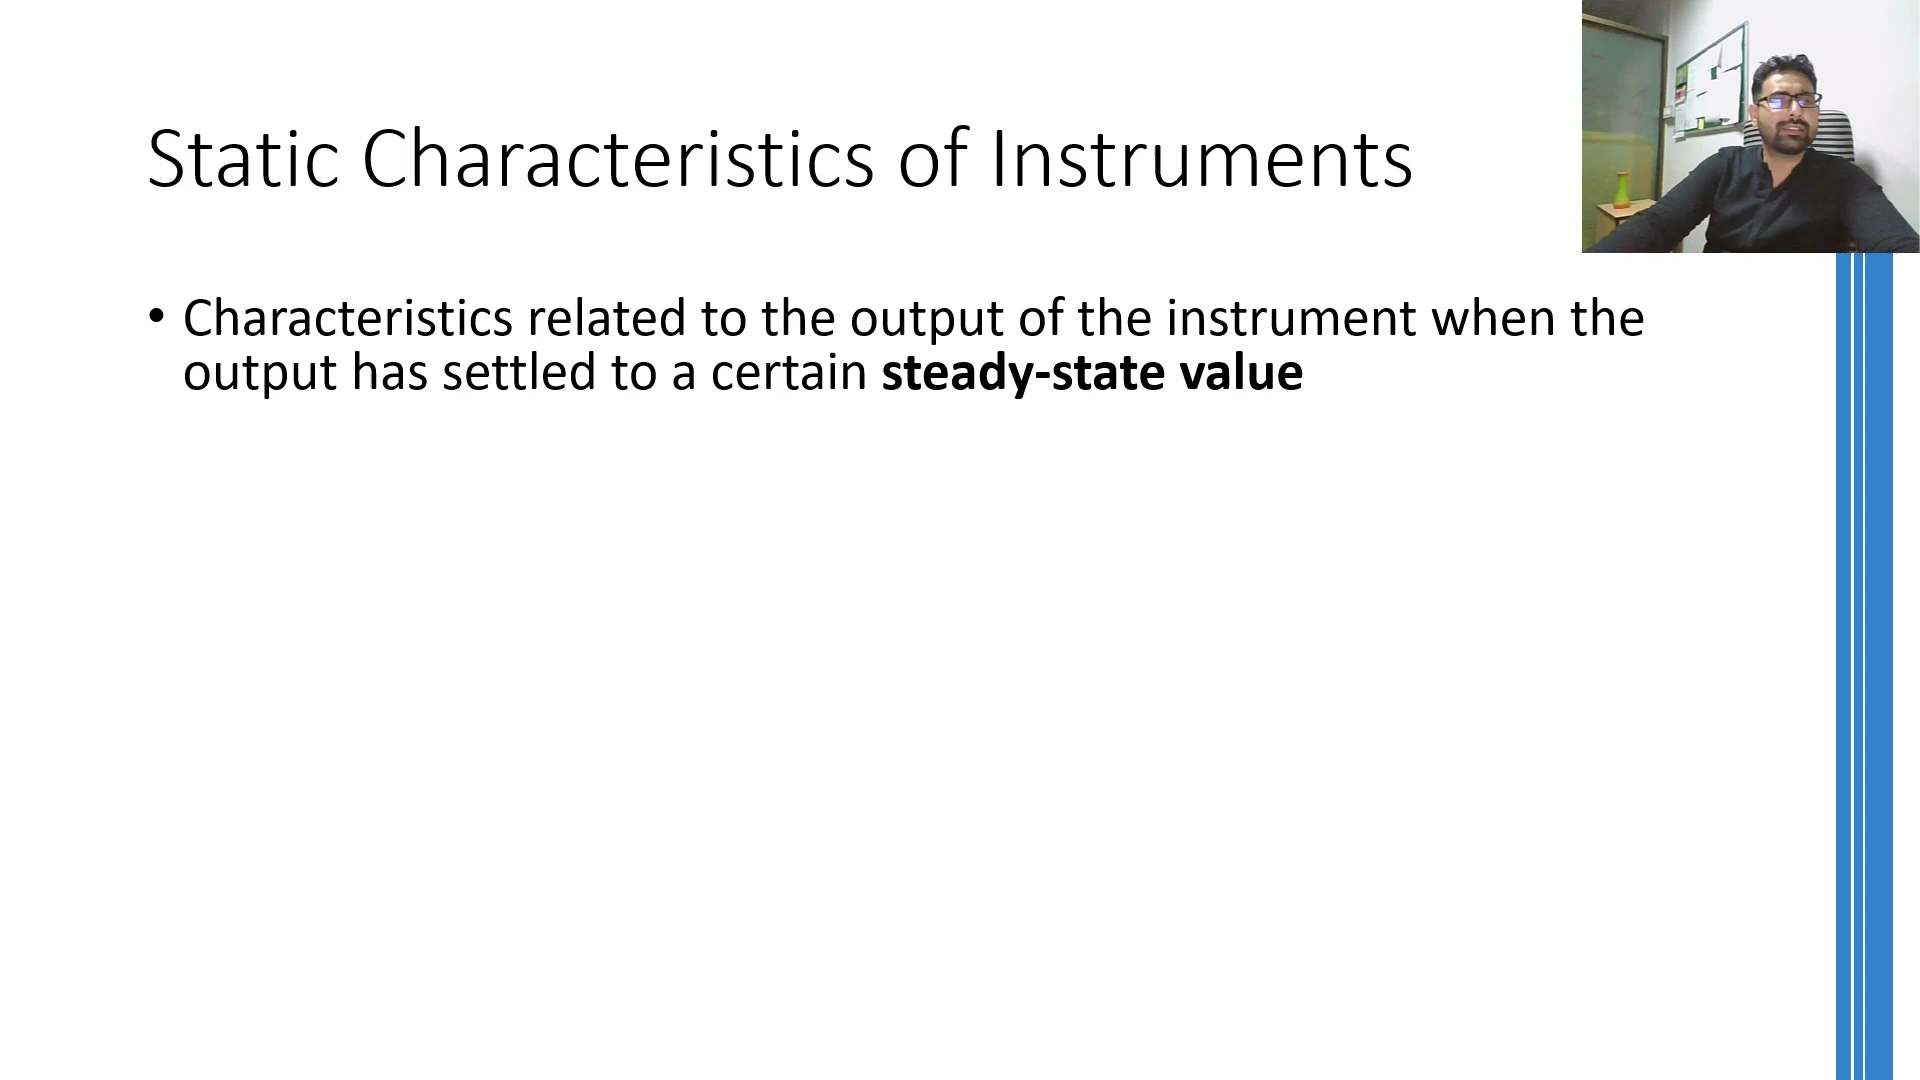 Static Characteristics of Instruments
• Characteristics related to the output of the instrument when the
output has settled to a certain steady-state value